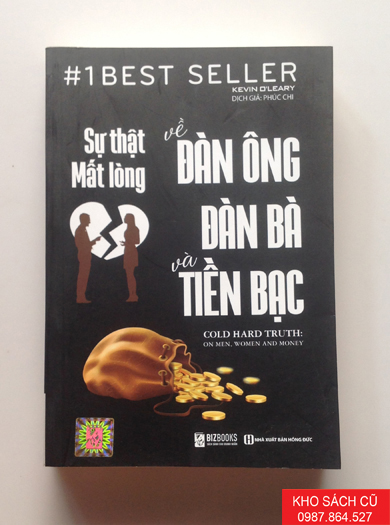 #1 BEST SELLER
KEVIN O'LEARY
DỊCH GIẢ: PHÚC CHI
Sự thật
Mất lòng
về
ĐÀN ÔNG
ĐÀN BÀ
và
TIỀN BẠC
COLD HARD TRUTH:
ON MEN, WOMEN AND MONEY
BIZBOOKS
NHÀ XUẤT BẢN HỒNG ĐỨC
KHO SÁCH CŨ
0987.864.527